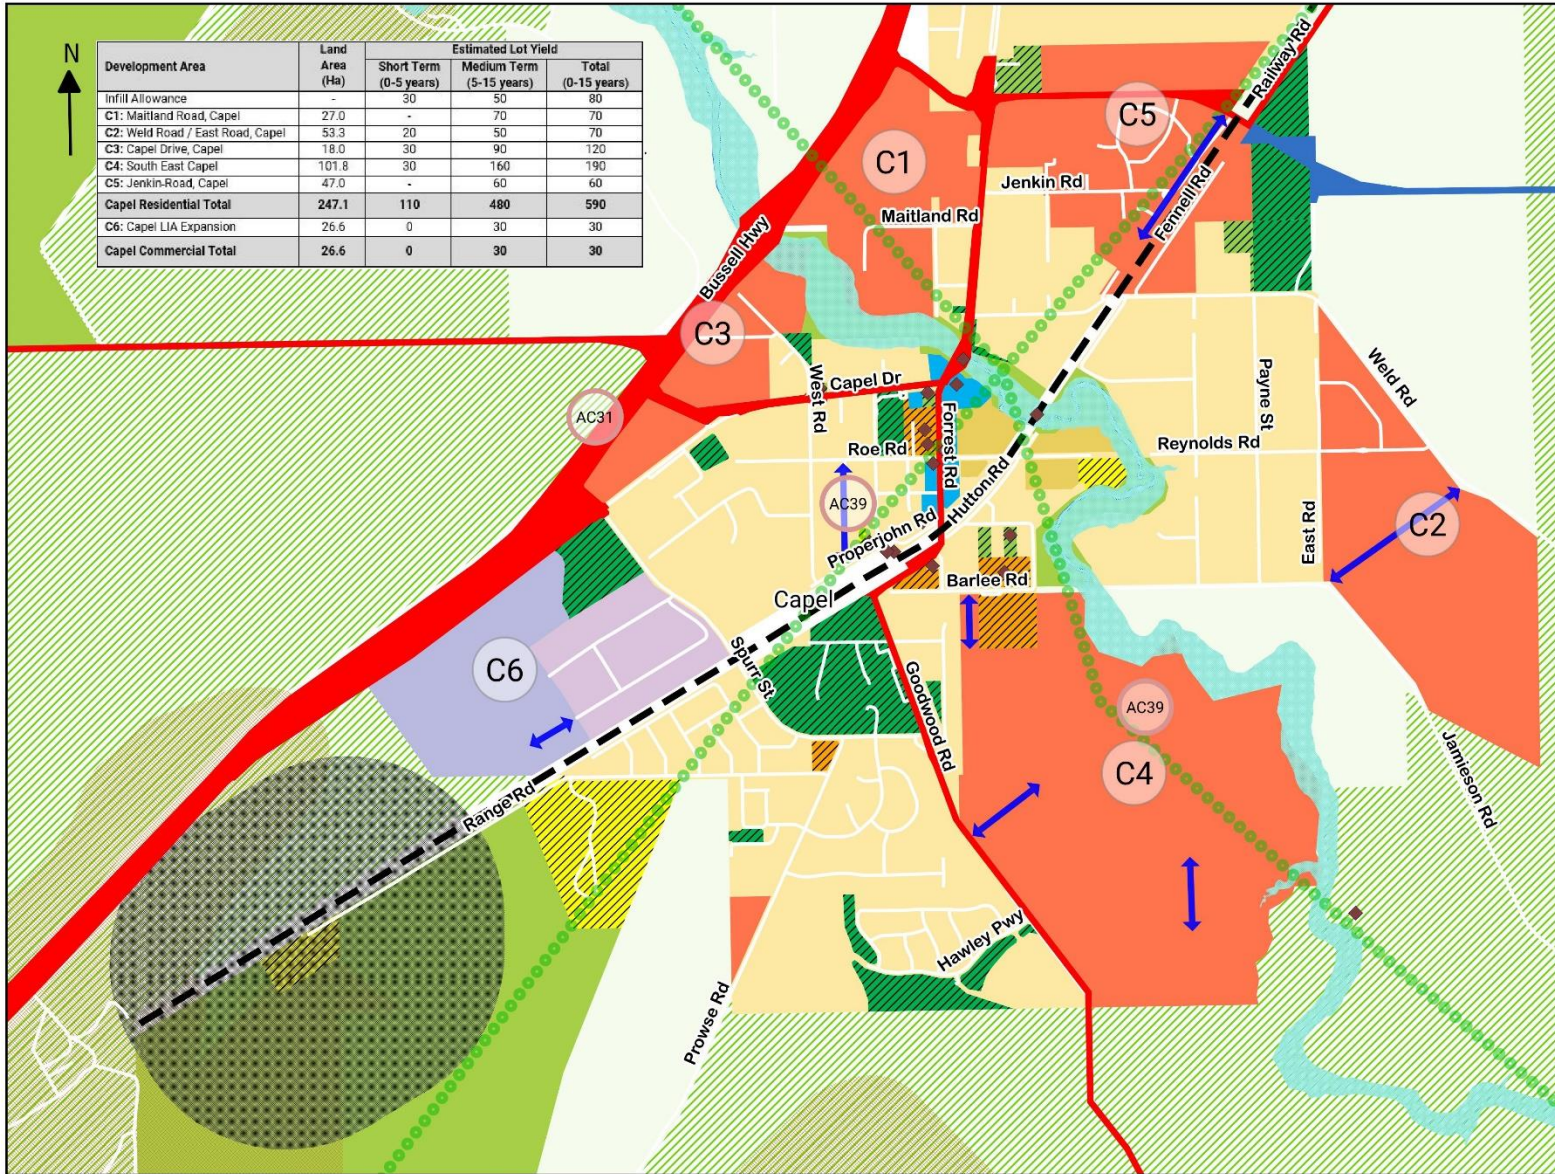 N
Development Area | Land Area (Ha) | Estimated Lot Yield
Short Term (0-5 years) | Medium Term (5-15 years) | Total (0-15 years)
Infill Allowance | - | 30 | 50 | 80
C1: Maitland Road, Capel | 27.0 | - | 70 | 70
C2: Weld Road / East Road, Capel | 53.3 | 20 | 50 | 70
C3: Capel Drive, Capel | 18.0 | 30 | 90 | 120
C4: South East Capel | 101.8 | 30 | 160 | 190
C5: Jenkin-Road, Capel | 47.0 | - | 60 | 60
Capel Residential Total | 247.1 | 110 | 480 | 590
C6: Capel LIA Expansion | 26.6 | 0 | 30 | 30
Capel Commercial Total | 26.6 | 0 | 30 | 30
Railway Rd
C5
C1
Jenkin Rd
Fennell Rd
Maitland Rd
Bussell Hwy
C3
Weld Rd
Payne St
West Rd
Capel Dr
AC31
Forrest Rd
Roe Rd
Reynolds Rd
Hutton Rd
AC39
C2
East Rd
Properjohn Rd
Barlee Rd
Capel
C6
Spurr St
Goodwood Rd
AC39
C4
Jamieson Rd
Range Rd
Hawley Pwy
Prowse Rd